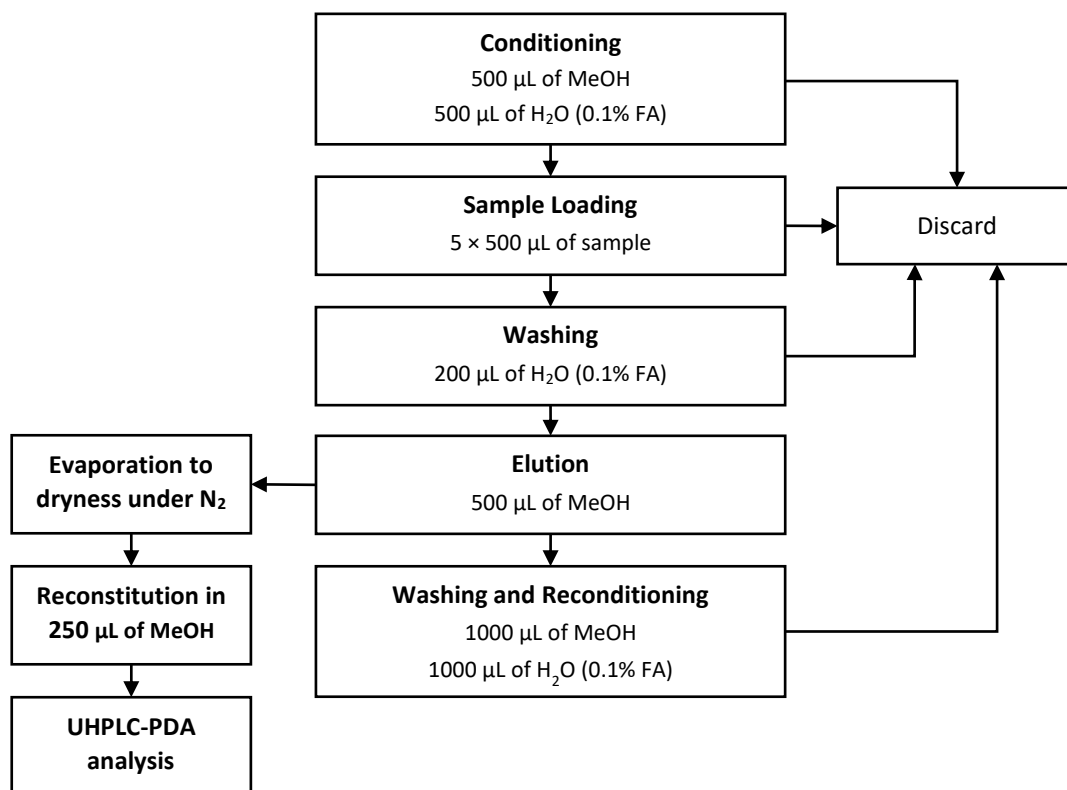 Conditioning
500 µL of MeOH
500 µL of H₂O (0.1% FA)
Sample Loading
5 × 500 µL of sample
Discard
Washing
200 µL of H₂O (0.1% FA)
Elution
500 µL of MeOH
Evaporation to
dryness under N₂
Reconstitution in
250 µL of MeOH
Washing and Reconditioning
1000 µL of MeOH
1000 µL of H₂O (0.1% FA)
UHPLC-PDA
analysis